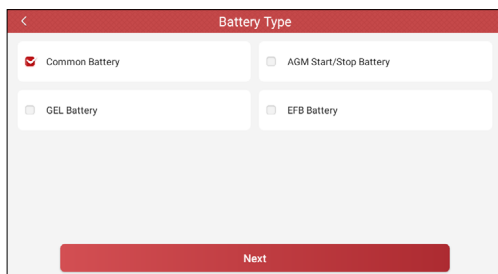 Battery Type
Common Battery
AGM Start/Stop Battery
GEL Battery
EFB Battery
Next